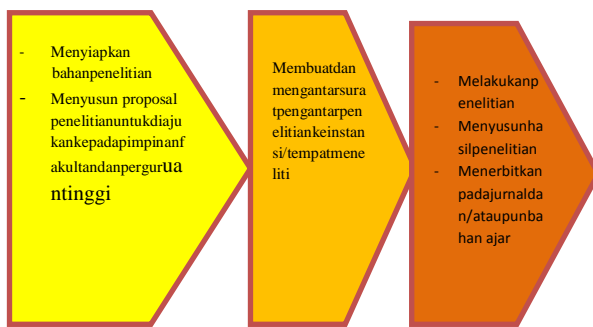 - Menyiapkan
bahanpenelitian
- Menyusun proposal
penelitianuntukdiaju
kankepadapimpinanf
akultandanperguruua
ntinggi
Membuatdan
mengantarsura
tpengantarpen
elitiankeinstan
si/tempatmene
liti
- Melakukanp
enelitian
- Menyusunha
silpenelitian
- Menerbitkan
padajurnalda
n/ataupunba
han ajar